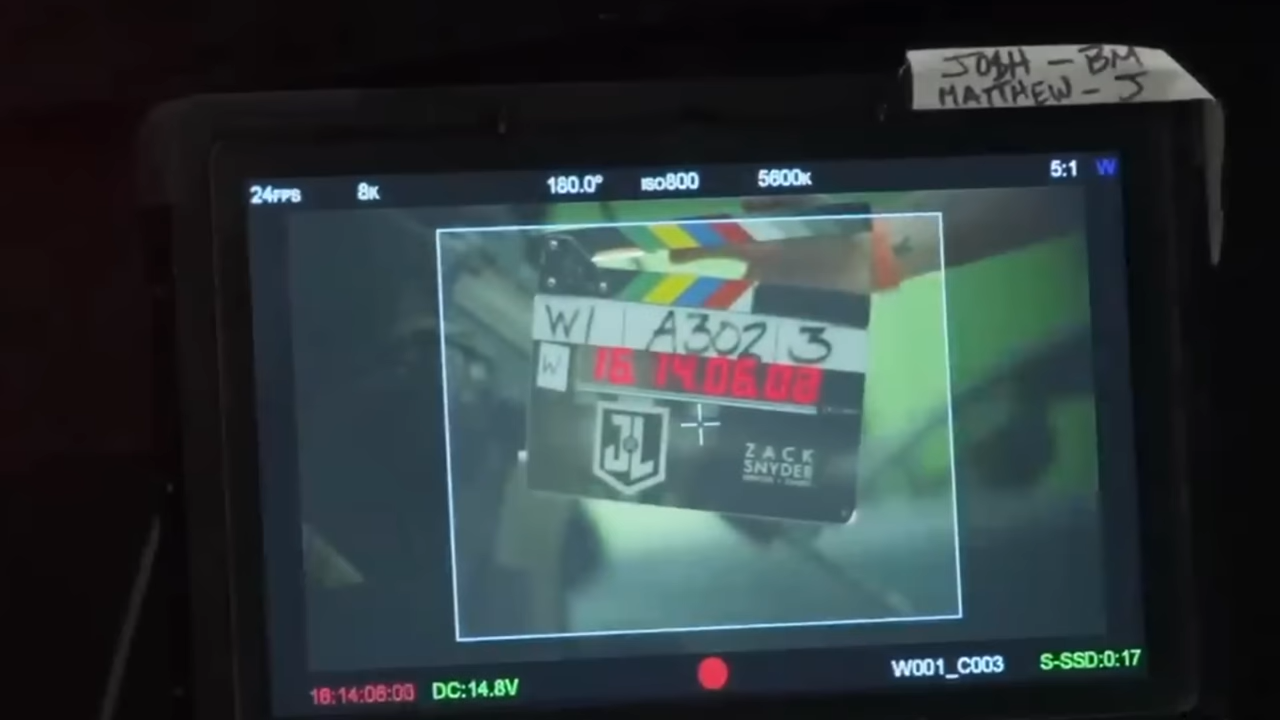 JOSH - BM
MATTHEW - J
24FPS 8K 180.0° ISO800 5600K 5:1 W
W1 A302 3
W 16 14.06.03
JL
ZACK
SNYDER
16:14:06:00 DC:14.8V W001_C003 S-SSD:0:17